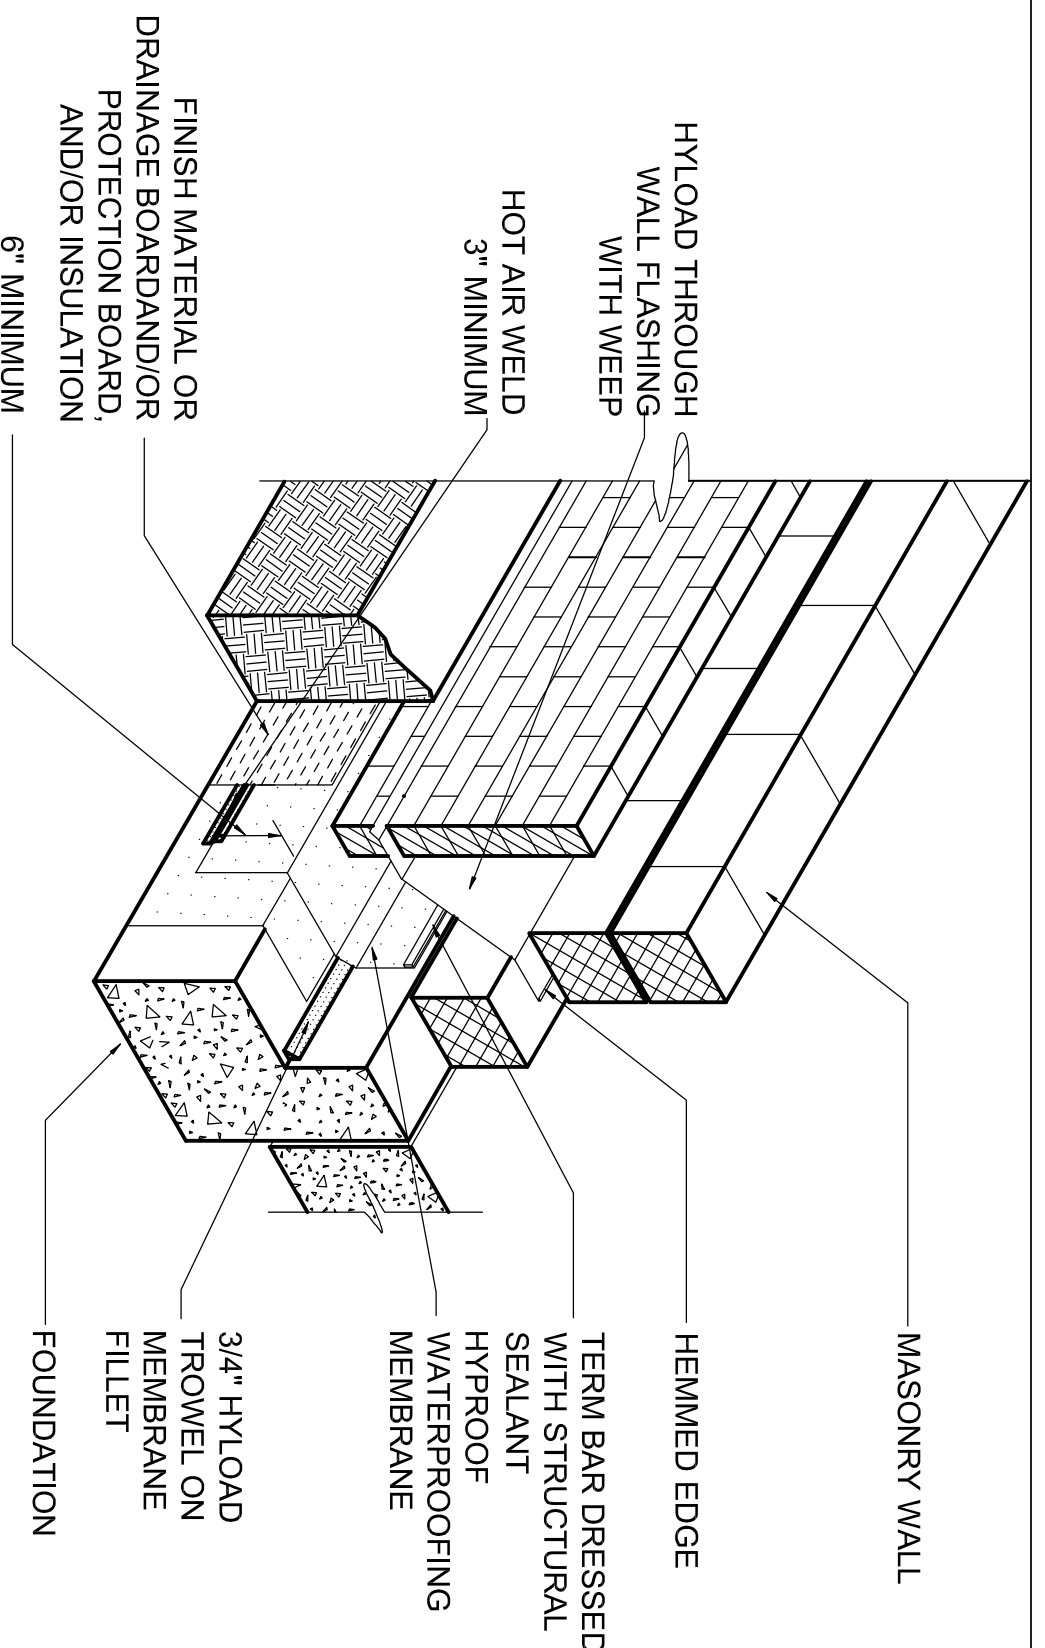 HYLOAD THROUGH
WALL FLASHING
WITH WEEP
HOT AIR WELD
3" MINIMUM
FINISH MATERIAL OR
DRAINAGE BOARDAND/OR
PROTECTION BOARD,
AND/OR INSULATION
6" MINIMUM
MASONRY WALL
HEMMED EDGE
TERM BAR DRESSED
WITH STRUCTURAL
SEALANT
HYPROOF
WATERPROOFING
MEMBRANE
3/4" HYLOAD
TROWEL ON
MEMBRANE
FILLET
FOUNDATION